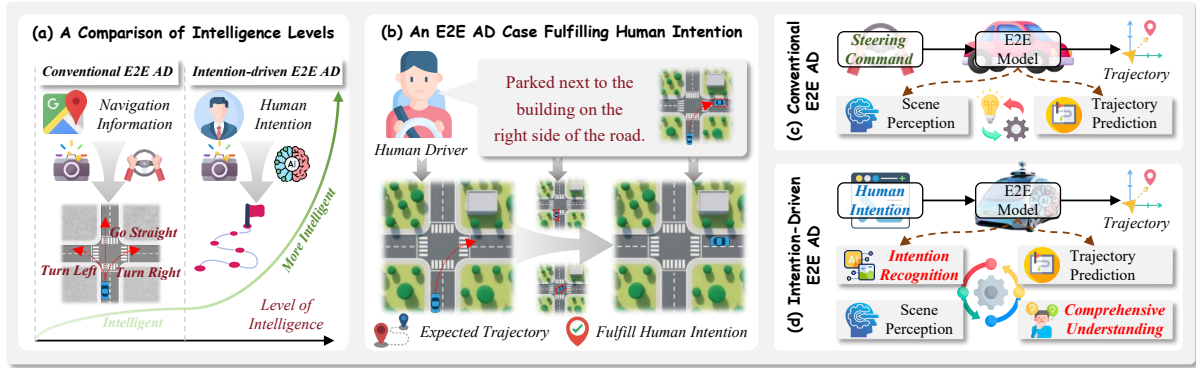 (a) A Comparison of Intelligence Levels
Conventional E2E AD
Intention-driven E2E AD
Navigation
Information
Human
Intention
AI
Go Straight
Turn Left
Turn Right
More Intelligent
Intelligent
Level of
Intelligence
(b) An E2E AD Case Fulfilling Human Intention
Human Driver
Parked next to the
building on the
right side of the road.
Expected Trajectory
Fulfill Human Intention
(c) Conventional
E2E AD
Steering
Command
E2E
Model
Trajectory
Scene
Perception
Trajectory
Prediction
(d) Intention-Driven
E2E AD
Human
Intention
E2E
Model
Trajectory
Intention
Recognition
Trajectory
Prediction
Scene
Perception
Comprehensive
Understanding